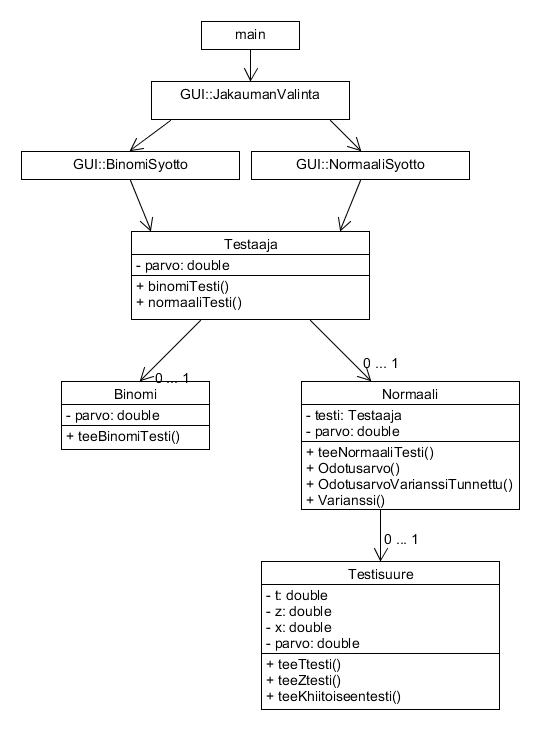 main
GUI::JakaumanValinta
GUI::BinomiSyotto
GUI::NormaaliSyotto
Testaaja
- parvo: double
+ binomiTesti()
+ normaaliTesti()
0 ... 1
0 ... 1
Binomi
- parvo: double
+ teeBinomiTesti()
Normaali
- testi: Testaaja
- parvo: double
+ teeNormaaliTesti()
+ Odotusarvo()
+ OdotusarvoVarianssiTunnettu()
+ Varianssi()
0 ... 1
Testisuure
- t: double
- z: double
- x: double
- parvo: double
+ teeTtesti()
+ teeZtesti()
+ teeKhiitoiseentesti()